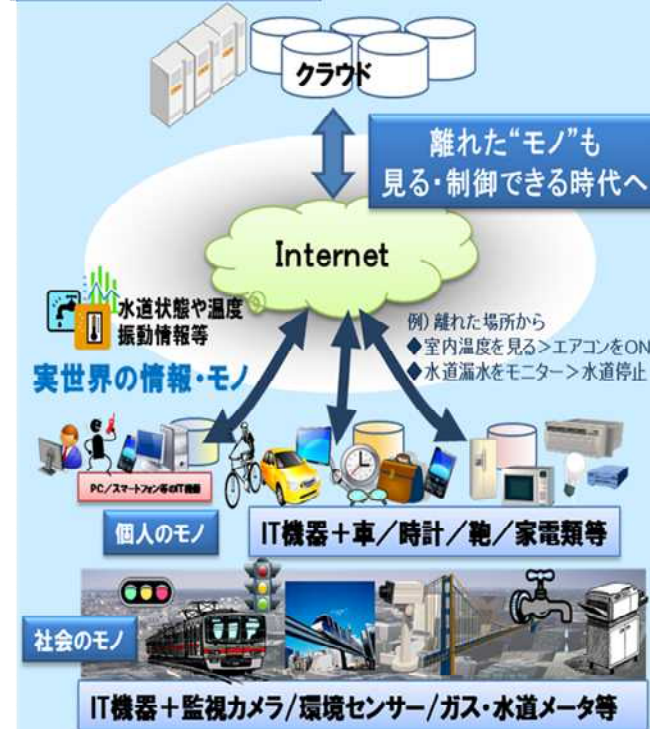 クラウド
離れた“モノ”も
見る・制御できる時代へ
Internet
水道状態や温度
振動情報等
実世界の情報・モノ
例）離れた場所から
◆室内温度を見る>エアコンをON
◆水道漏水をモニター>水道停止
PC／スマートフォン等のIT機器
個人のモノ
IT機器＋車／時計／鞄／家電類等
社会のモノ
IT機器＋監視カメラ/環境センサー/ガス・水道メータ等